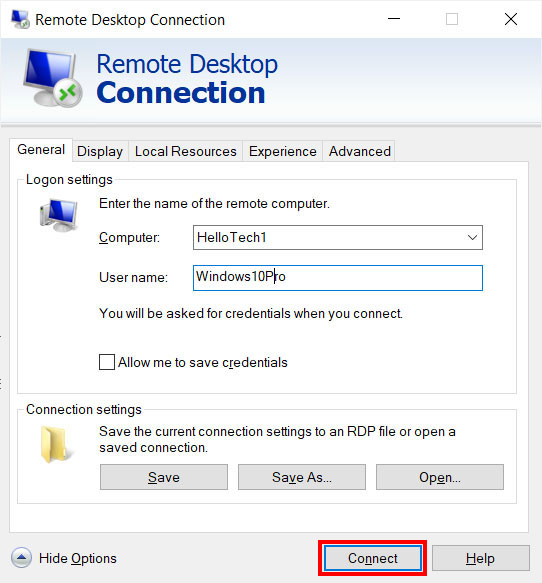 Remote Desktop Connection
Remote Desktop
Connection
General Display Local Resources Experience Advanced
Logon settings
Enter the name of the remote computer.
Computer: HelloTech1
User name: Windows10Pro
You will be asked for credentials when you connect.
Allow me to save credentials
Connection settings
Save the current connection settings to an RDP file or open a
saved connection.
Save Save As... Open...
Hide Options Connect Help